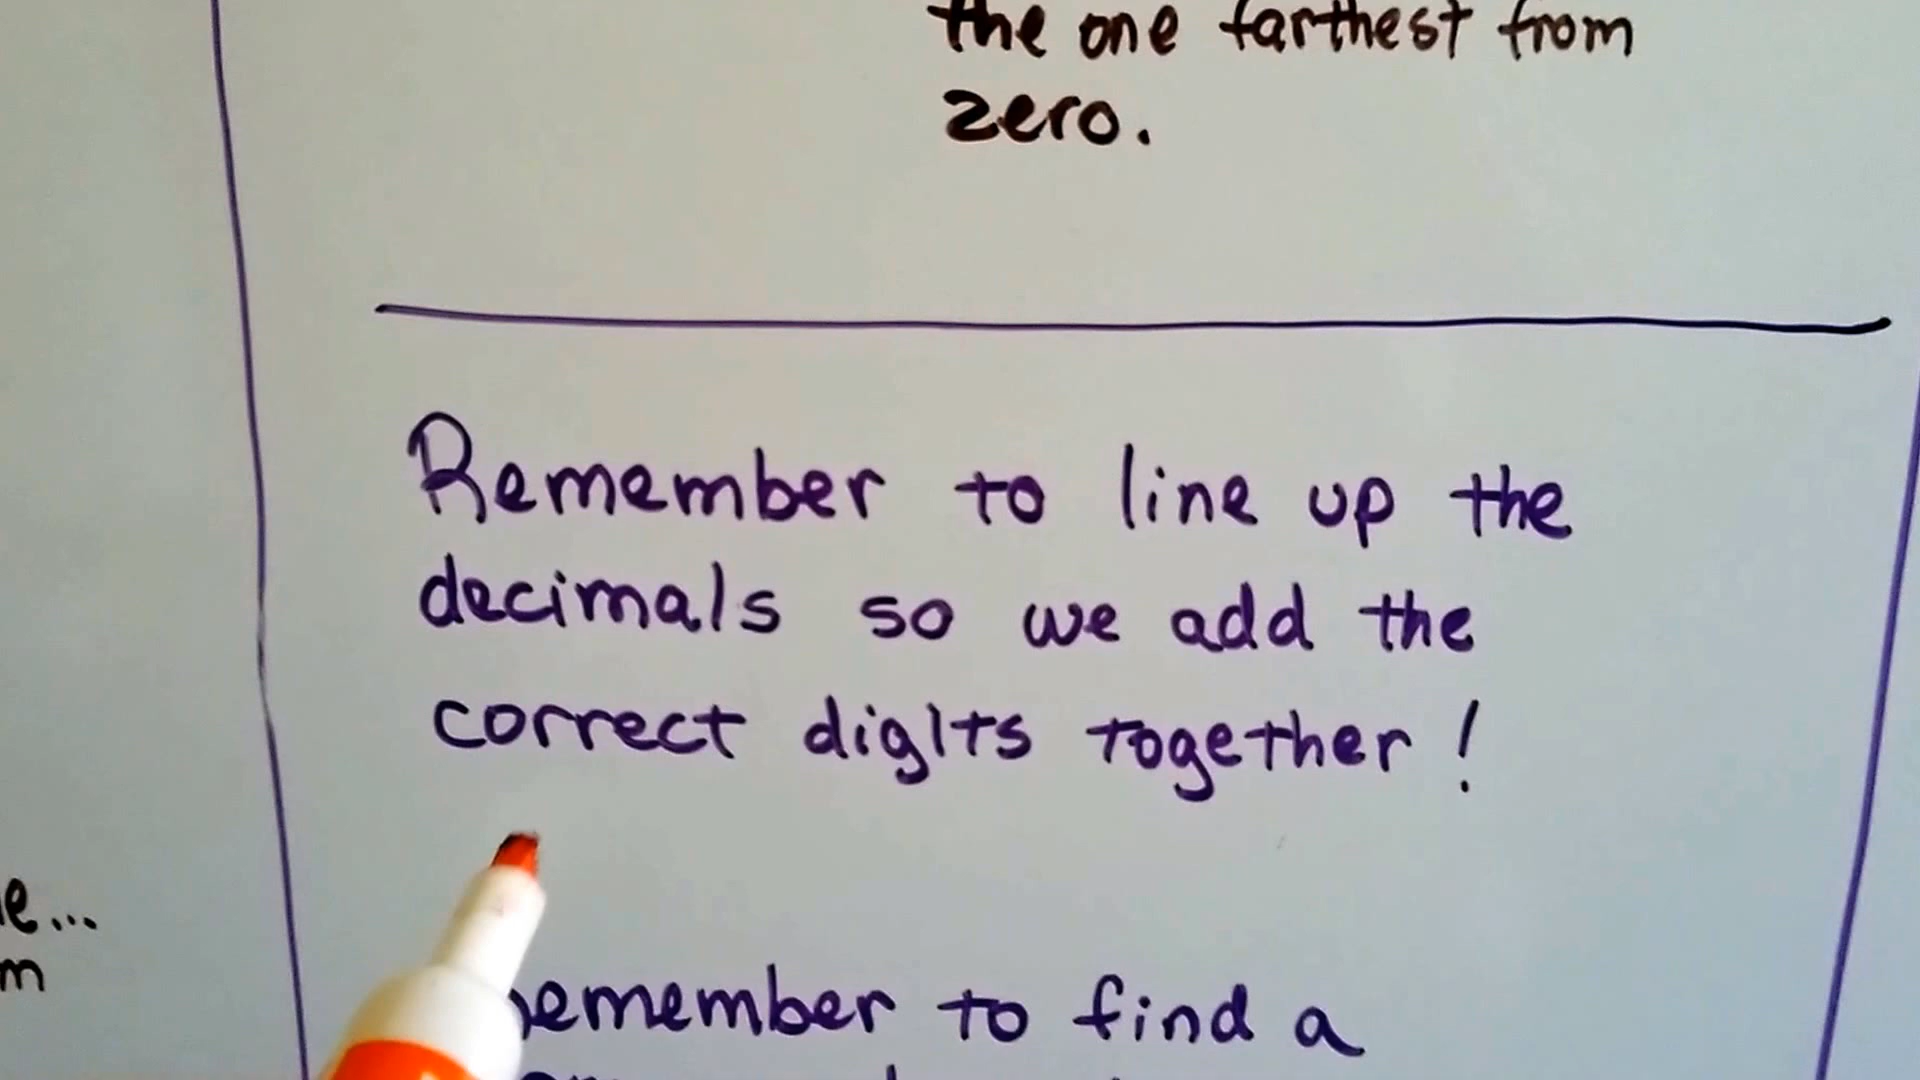 the one farthest from
zero.
Remember to line up the
decimals so we add the
correct digits together!
e...
m
emember to find a